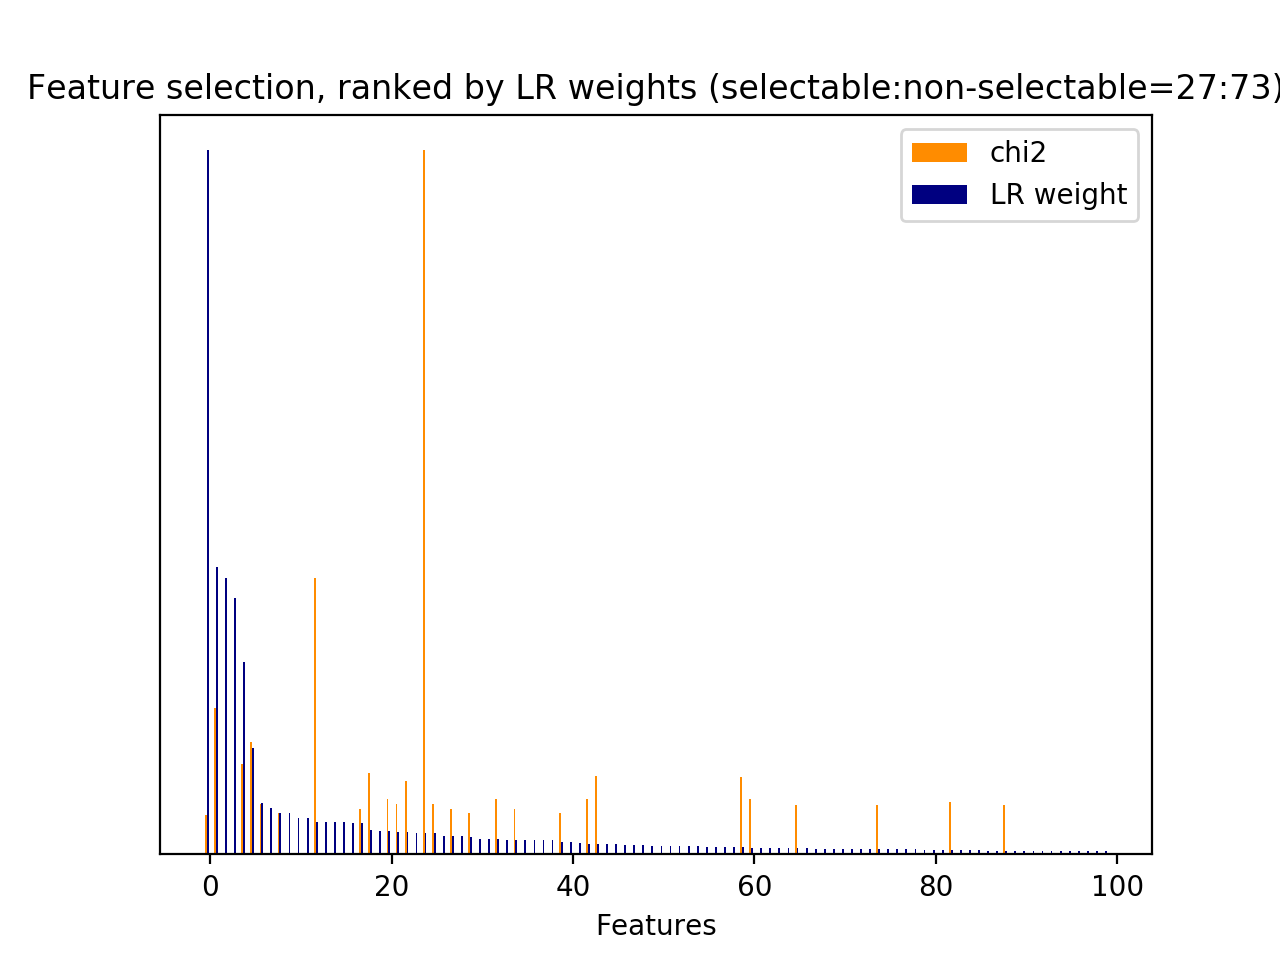 Feature selection, ranked by LR weights (selectable:non-selectable=27:73)
chi2
LR weight
0 20 40 60 80 100
Features